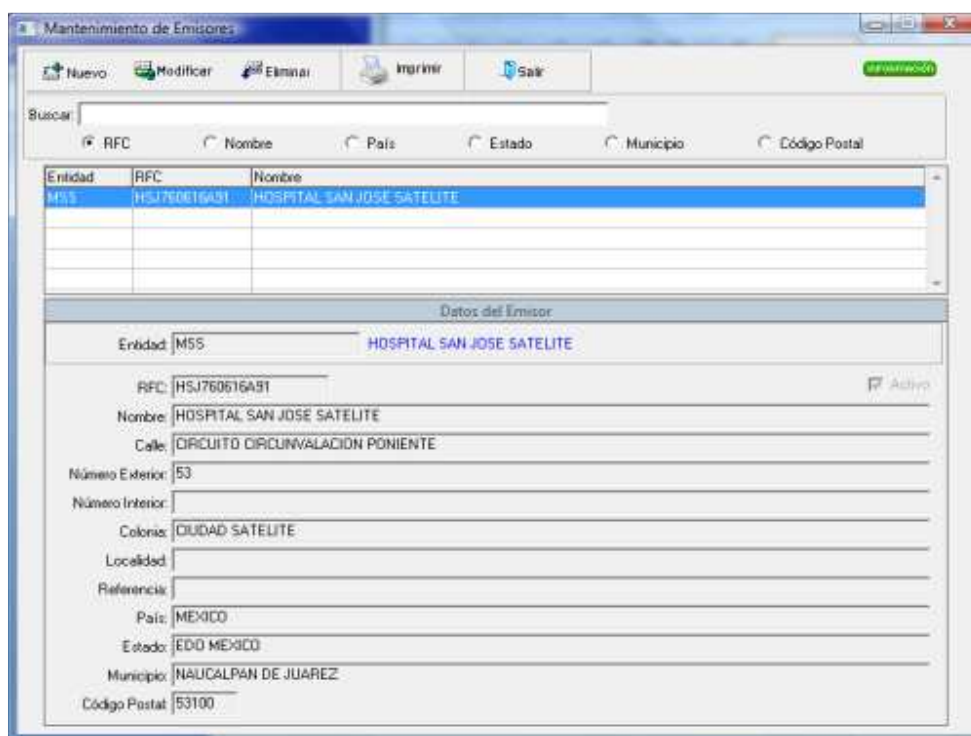 Mantenimiento de Emisores
Nuevo Modificar Eliminar Imprimir Salir información
Buscar:
RFC Nombre País Estado Municipio Código Postal
Entidad RFC Nombre
MSS HSJ760616A91 HOSPITAL SAN JOSE SATELITE
Datos del Emisor
Entidad: MSS HOSPITAL SAN JOSE SATELITE
RFC: HSJ760616A91 Activo
Nombre: HOSPITAL SAN JOSE SATELITE
Calle: CIRCUITO CIRCUNVALACION PONIENTE
Número Exterior: 53
Número Interior:
Colonia: CIUDAD SATELITE
Localidad:
Referencia:
País: MEXICO
Estado: EDO MEXICO
Municipio: NAUCALPAN DE JUAREZ
Código Postal: 53100